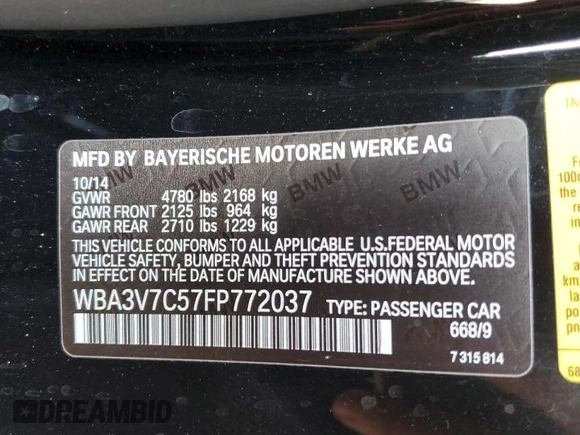 MFD BY BAYERISCHE MOTOREN WERKE AG
10/14
GVWR 4780 lbs 2168 kg
GAWR FRONT 2125 lbs 964 kg
GAWR REAR 2710 lbs 1229 kg
THIS VEHICLE CONFORMS TO ALL APPLICABLE U.S.FEDERAL MOTOR
VEHICLE SAFETY, BUMPER AND THEFT PREVENTION STANDARDS
IN EFFECT ON THE DATE OF MANUFACTURE SHOWN ABOVE.
WBA3V7C57FP772037 TYPE: PASSENGER CAR
668/9
7 315 814
BMW
BMW
BMW
DREAMBID